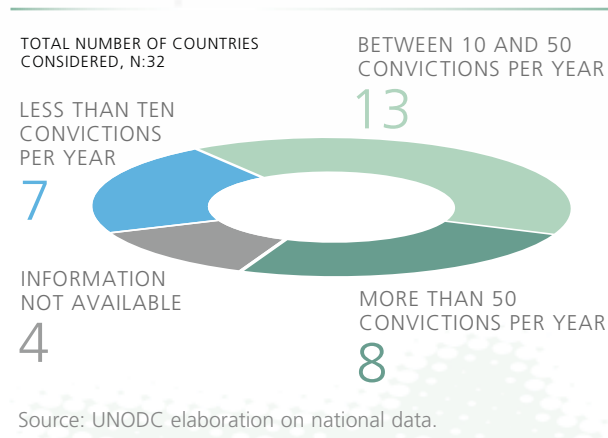 TOTAL NUMBER OF COUNTRIES
CONSIDERED, N:32
BETWEEN 10 AND 50
CONVICTIONS PER YEAR
13
LESS THAN TEN
CONVICTIONS
PER YEAR
7
INFORMATION
NOT AVAILABLE
4
MORE THAN 50
CONVICTIONS PER YEAR
8
Source: UNODC elaboration on national data.